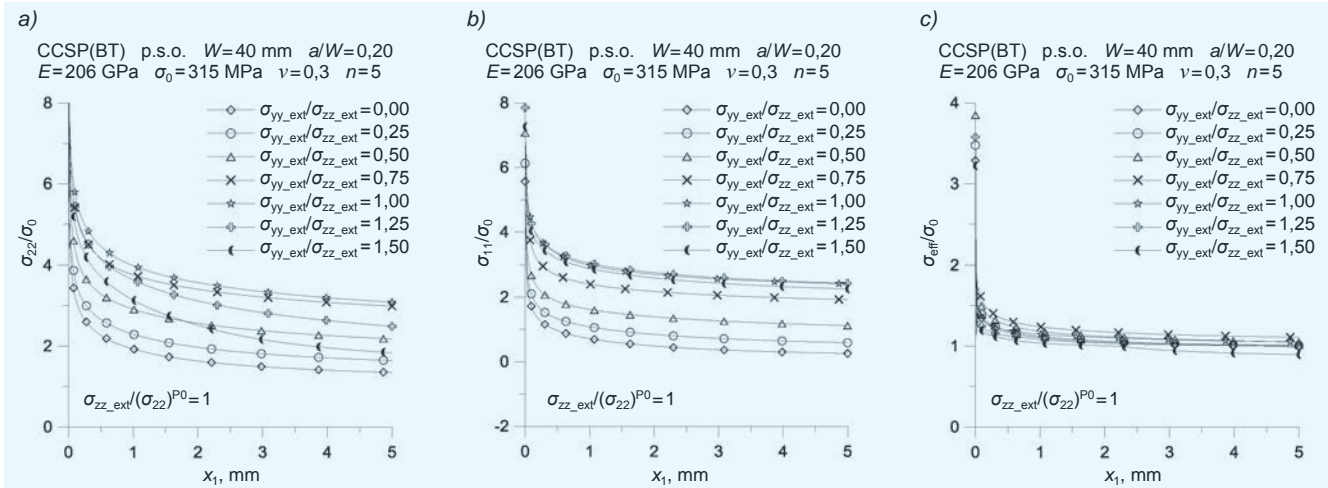 a)
CCSP(BT) p.s.o. W=40 mm a/W=0,20
E=206 GPa σ0=315 MPa ν=0,3 n=5
8
6
4
2
0
σ22/σ0
σyy_ext/σzz_ext=0,00
σyy_ext/σzz_ext=0,25
σyy_ext/σzz_ext=0,50
σyy_ext/σzz_ext=0,75
σyy_ext/σzz_ext=1,00
σyy_ext/σzz_ext=1,25
σyy_ext/σzz_ext=1,50
σzz_ext/(σ22)P0=1
0 1 2 3 4 5
x1, mm
b)
CCSP(BT) p.s.o. W=40 mm a/W=0,20
E=206 GPa σ0=315 MPa ν=0,3 n=5
8
6
4
2
0
-2
σ11/σ0
σyy_ext/σzz_ext=0,00
σyy_ext/σzz_ext=0,25
σyy_ext/σzz_ext=0,50
σyy_ext/σzz_ext=0,75
σyy_ext/σzz_ext=1,00
σyy_ext/σzz_ext=1,25
σyy_ext/σzz_ext=1,50
σzz_ext/(σ22)P0=1
0 1 2 3 4 5
x1, mm
c)
CCSP(BT) p.s.o. W=40 mm a/W=0,20
E=206 GPa σ0=315 MPa ν=0,3 n=5
4
3
2
1
0
σeff/σ0
σyy_ext/σzz_ext=0,00
σyy_ext/σzz_ext=0,25
σyy_ext/σzz_ext=0,50
σyy_ext/σzz_ext=0,75
σyy_ext/σzz_ext=1,00
σyy_ext/σzz_ext=1,25
σyy_ext/σzz_ext=1,50
σzz_ext/(σ22)P0=1
0 1 2 3 4 5
x1, mm